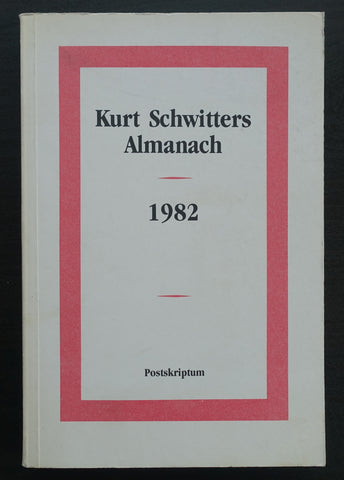 Kurt Schwitters
Almanach
1982
Postskriptum